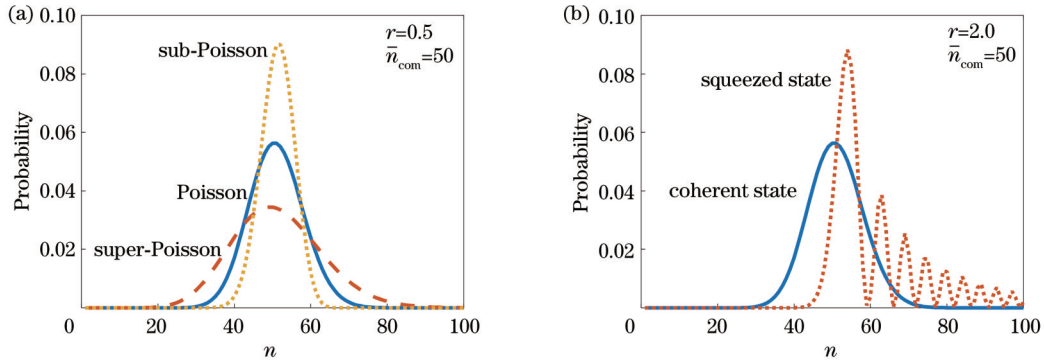 (a)
0.10
0.08
0.06
0.04
0.02
0
20
40
60
80
100
Probability
n
r=0.5
n̄com=50
sub-Poisson
Poisson
super-Poisson
(b)
0.10
0.08
0.06
0.04
0.02
0
20
40
60
80
100
Probability
n
r=2.0
n̄com=50
squeezed state
coherent state